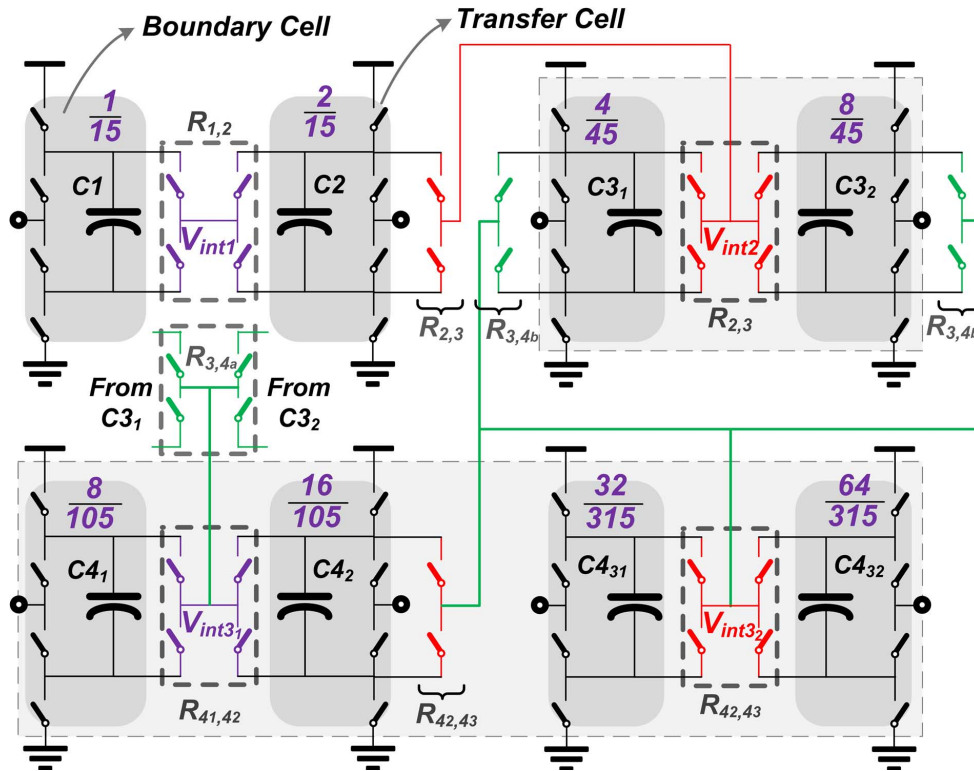 Boundary Cell
Transfer Cell
1
15
R1,2
2
15
4
45
8
45
C1
C2
C31
C32
Vint1
Vint2
R2,3
R3,4b
R2,3
R3,4
R3,4a
From
C31
From
C32
8
105
16
105
32
315
64
315
C41
C42
C431
C432
Vint31
Vint32
R41,42
R42,43
R42,43